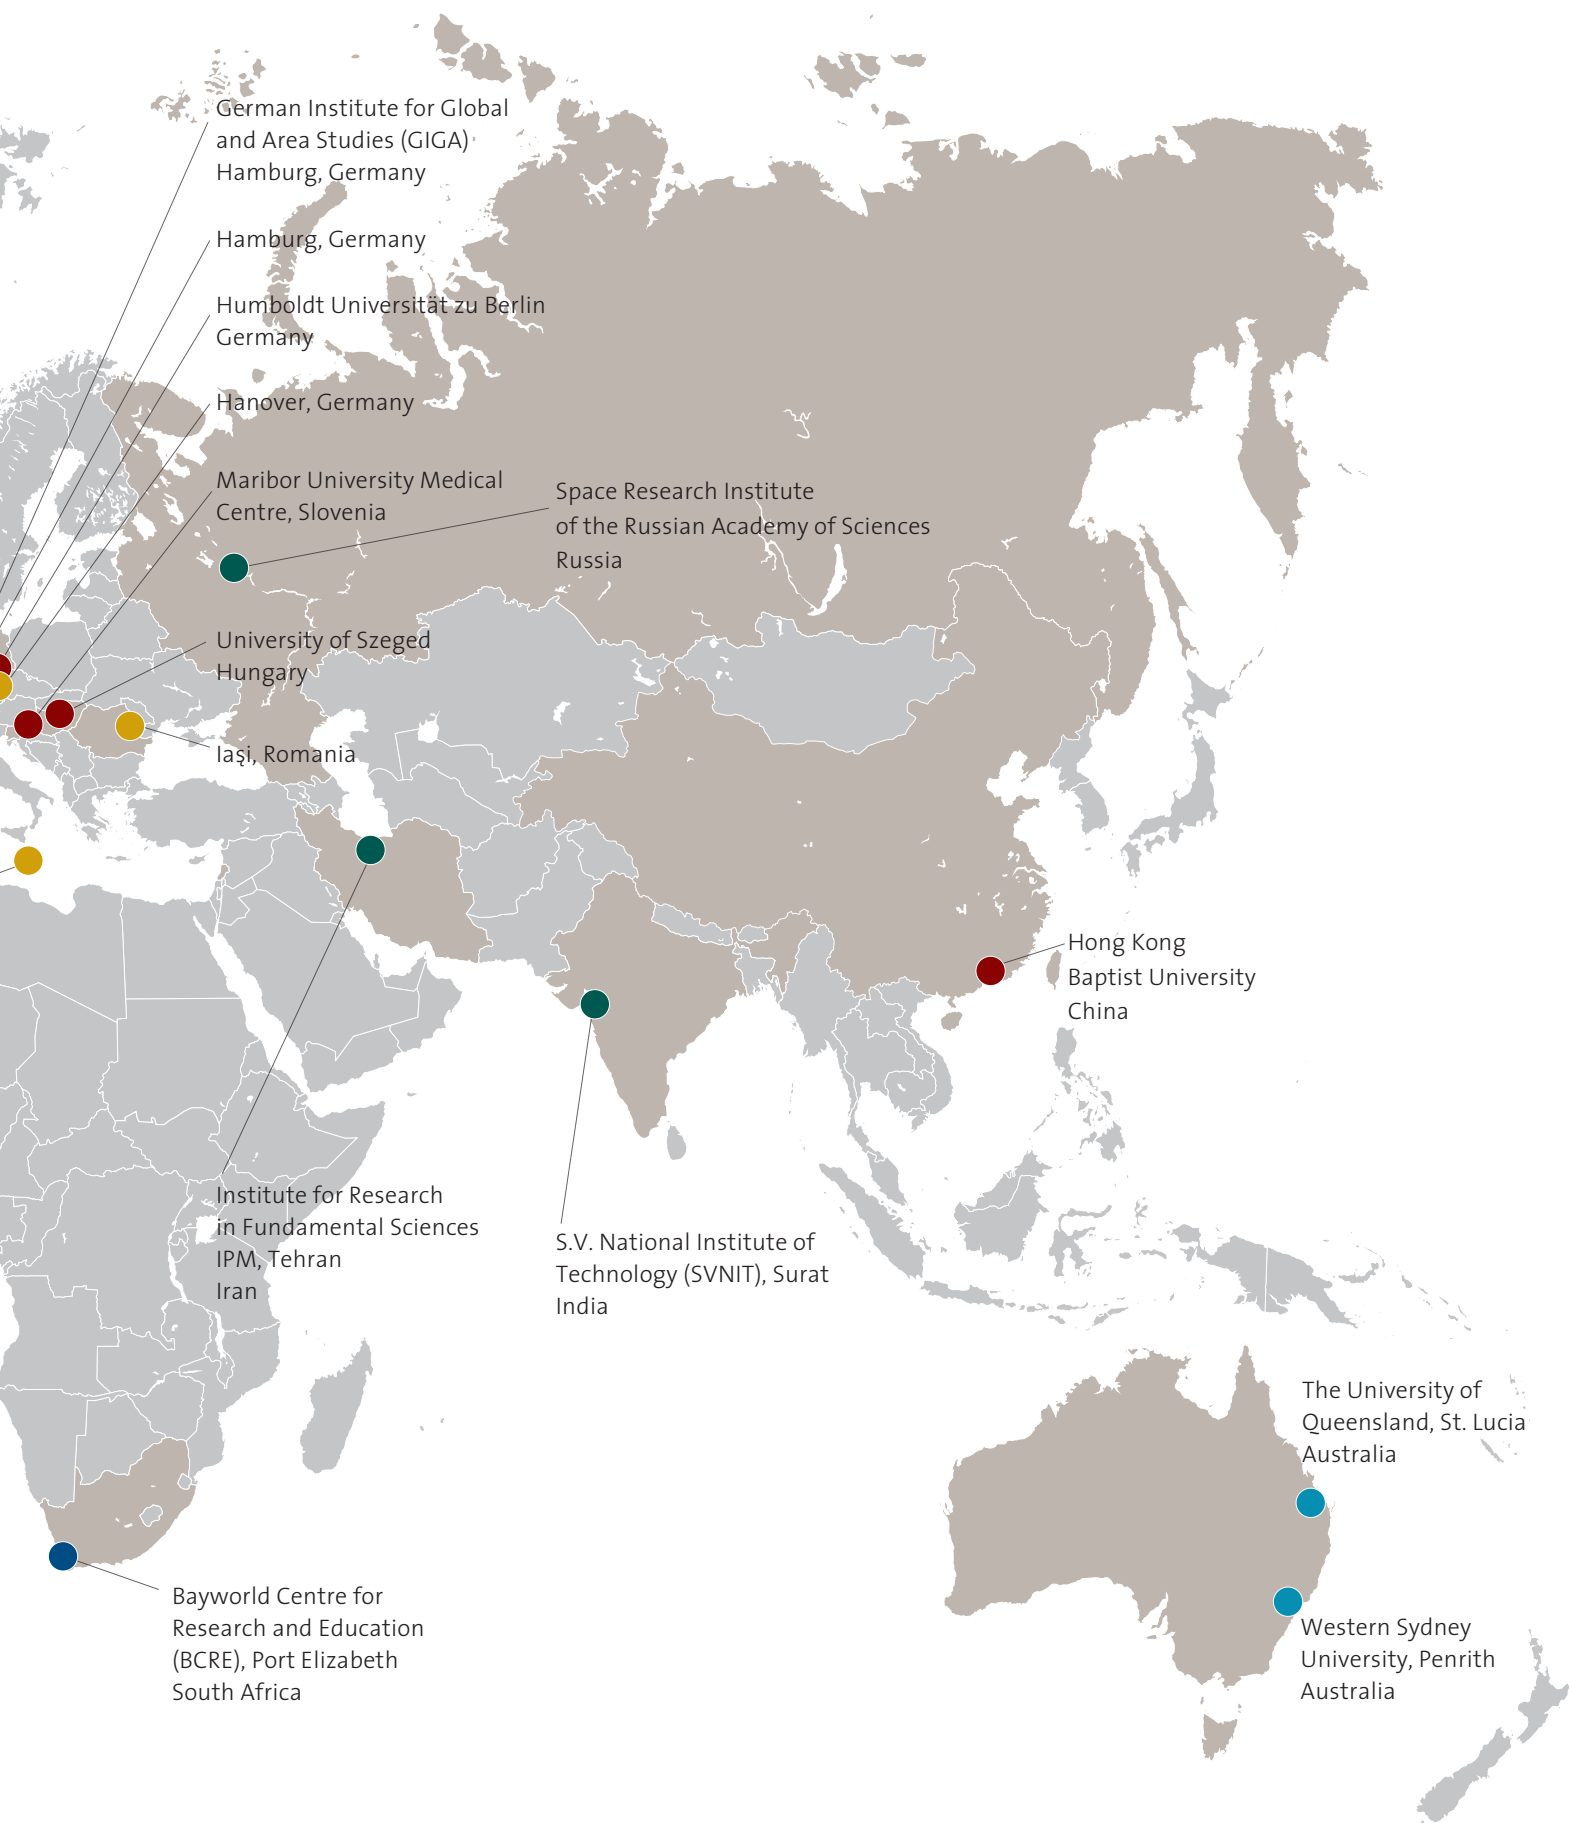 German Institute for Global
and Area Studies (GIGA)
Hamburg, Germany
Hamburg, Germany
Humboldt Universität zu Berlin
Germany
Hanover, Germany
Maribor University Medical
Centre, Slovenia
Space Research Institute
of the Russian Academy of Sciences
Russia
University of Szeged
Hungary
Iaşi, Romania
Hong Kong
Baptist University
China
Institute for Research
in Fundamental Sciences
IPM, Tehran
Iran
S.V. National Institute of
Technology (SVNIT), Surat
India
The University of
Queensland, St. Lucia
Australia
Bayworld Centre for
Research and Education
(BCRE), Port Elizabeth
South Africa
Western Sydney
University, Penrith
Australia